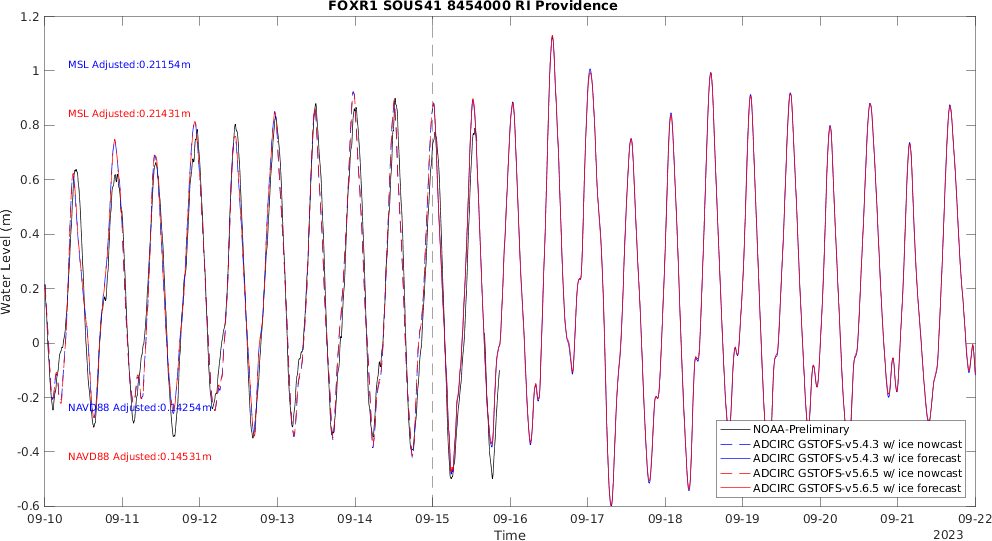 FOXR1 SOUS41 8454000 RI Providence
1.2
1
0.8
0.6
0.4
0.2
0
-0.2
-0.4
-0.6
Water Level (m)
MSL Adjusted:0.21154m
MSL Adjusted:0.21431m
NAVD88 Adjusted:0.14254m
NAVD88 Adjusted:0.14531m
NOAA-Preliminary
ADCIRC GSTOFS-v5.4.3 w/ ice nowcast
ADCIRC GSTOFS-v5.4.3 w/ ice forecast
ADCIRC GSTOFS-v5.6.5 w/ ice nowcast
ADCIRC GSTOFS-v5.6.5 w/ ice forecast
09-10 09-11 09-12 09-13 09-14 09-15 09-16 09-17 09-18 09-19 09-20 09-21 09-22
Time
2023